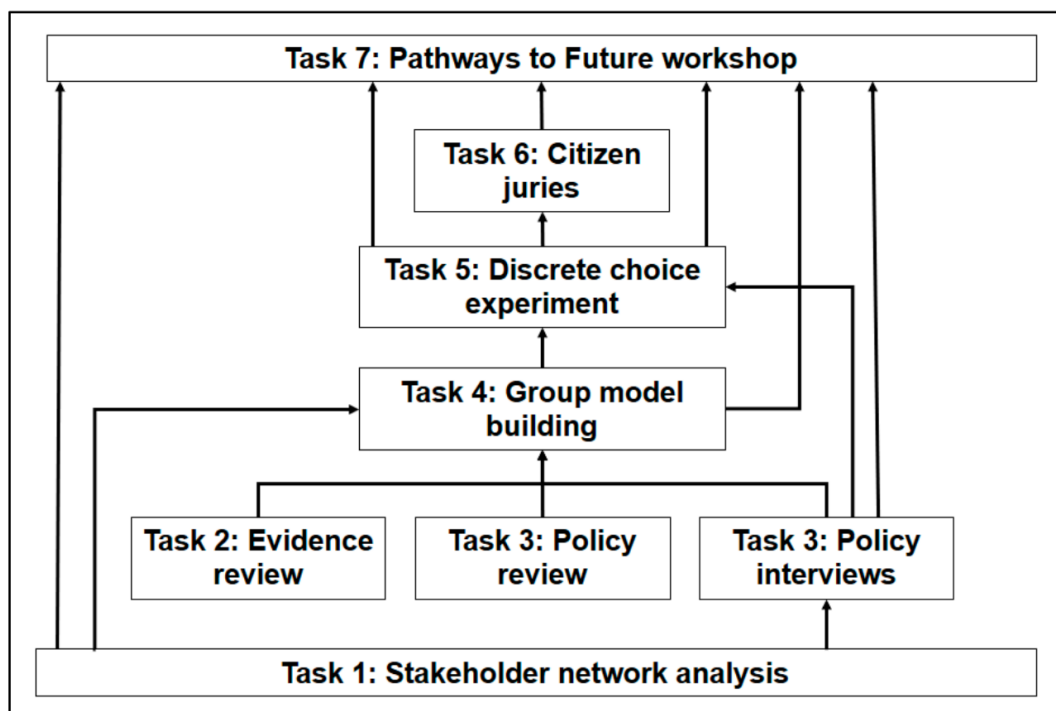 Task 7: Pathways to Future workshop
Task 6: Citizen
juries
Task 5: Discrete choice
experiment
Task 4: Group model
building
Task 2: Evidence
review
Task 3: Policy
review
Task 3: Policy
interviews
Task 1: Stakeholder network analysis